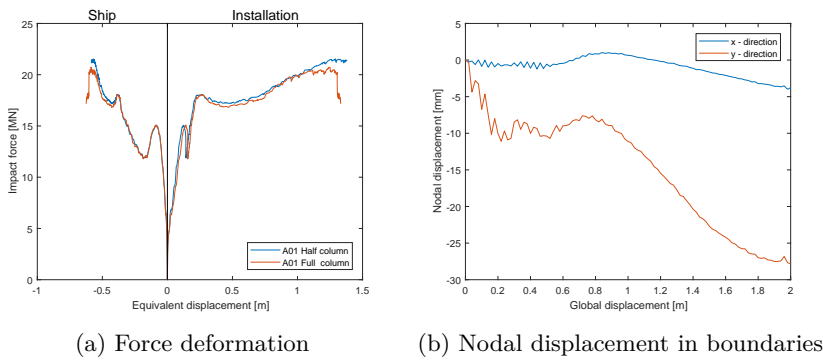 Ship
Installation
25
20
15
10
5
0
Impact force [MN]
A01 Half column
A01 Full column
-1
-0.5
0
0.5
1
1.5
Equivalent displacement [m]
(a) Force deformation
5
0
-5
-10
-15
-20
-25
-30
Nodal displacement [mm]
x - direction
y - direction
0
0.2
0.4
0.6
0.8
1
1.2
1.4
1.6
1.8
2
Global displacement [m]
(b) Nodal displacement in boundaries